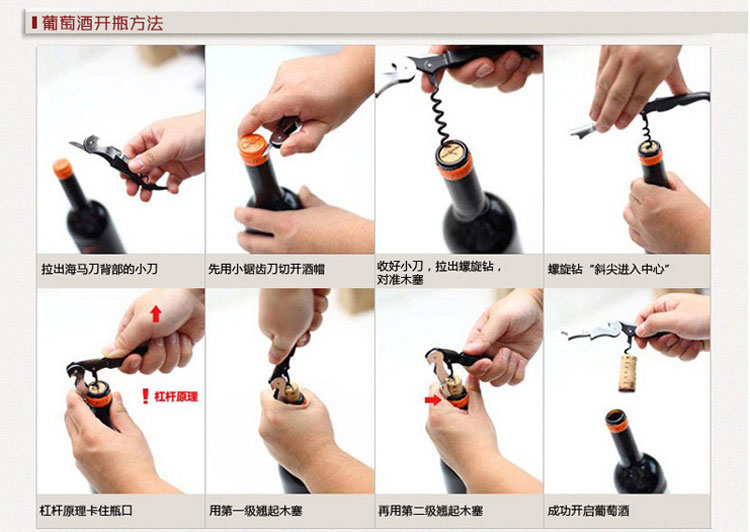 葡萄酒开瓶方法
拉出海马刀背部的小刀
先用小锯齿刀切开酒帽
收好小刀，拉出螺旋钻，
对准木塞
螺旋钻“斜尖进入中心”
！杠杆原理
杠杆原理卡住瓶口
用第一级翘起木塞
再用第二级翘起木塞
成功开启葡萄酒